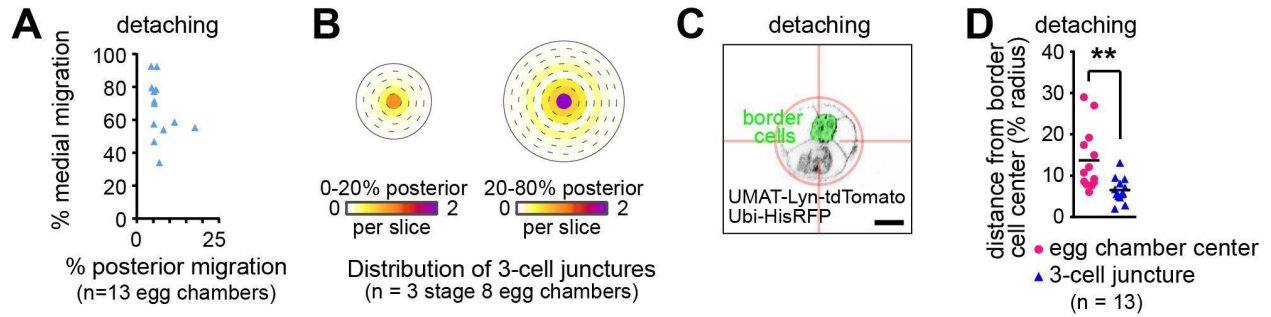 A
detaching
% medial migration
100
80
60
40
20
0
0
25
% posterior migration
(n=13 egg chambers)
B
0-20% posterior
0
2
per slice
20-80% posterior
0
2
per slice
Distribution of 3-cell junctures
(n = 3 stage 8 egg chambers)
C
detaching
border
cells
UMAT-Lyn-tdTomato
Ubi-HisRFP
D
detaching
distance from border
cell center (% radius)
40
30
20
10
0
**
egg chamber center
3-cell juncture
(n = 13)